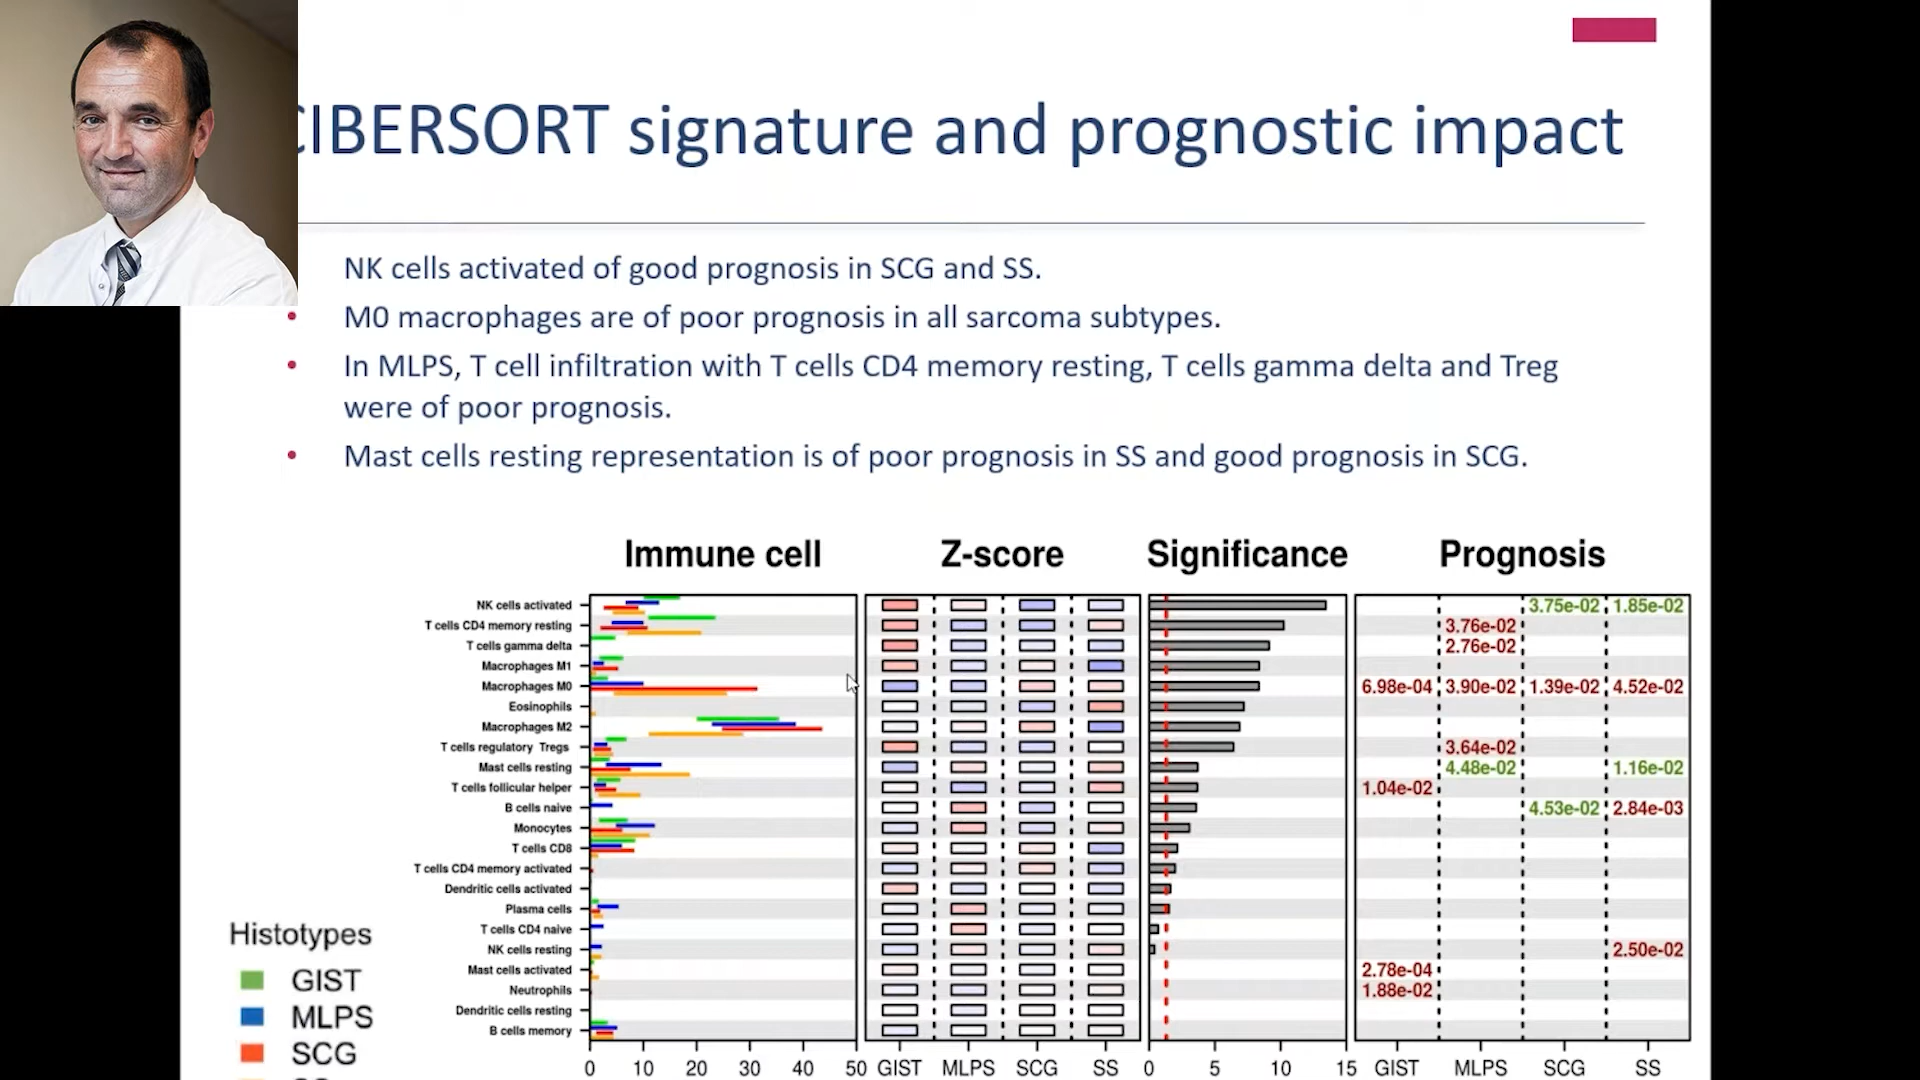 CIBERSORT signature and prognostic impact
NK cells activated of good prognosis in SCG and SS.
• M0 macrophages are of poor prognosis in all sarcoma subtypes.
• In MLPS, T cell infiltration with T cells CD4 memory resting, T cells gamma delta and Treg
were of poor prognosis.
• Mast cells resting representation is of poor prognosis in SS and good prognosis in SCG.
Immune cell Z-score Significance Prognosis
NK cells activated 3.75e-02 1.85e-02
T cells CD4 memory resting 3.76e-02
T cells gamma delta 2.76e-02
Macrophages M1
Macrophages M0 6.98e-04 3.90e-02 1.39e-02 4.52e-02
Eosinophils
Macrophages M2
T cells regulatory Tregs 3.64e-02
Mast cells resting 4.48e-02 1.16e-02
T cells follicular helper 1.04e-02
B cells naive 4.53e-02 2.84e-03
Monocytes
T cells CD8
T cells CD4 memory activated
Dendritic cells activated
Plasma cells
T cells CD4 naive
NK cells resting 2.50e-02
Mast cells activated 2.78e-04
Neutrophils 1.88e-02
Dendritic cells resting
B cells memory
0 10 20 30 40 50 GIST MLPS SCG SS 0 5 10 15 GIST MLPS SCG SS
Histotypes
GIST
MLPS
SCG